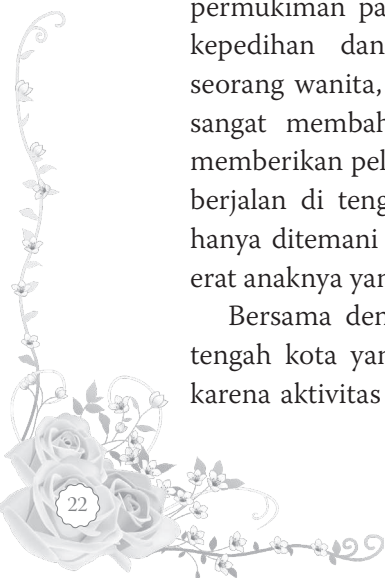 permukiman pa
kepedihan dan
seorang wanita,
sangat membah
memberikan pel
berjalan di teng
hanya ditemani
erat anaknya yan
Bersama den
tengah kota yan
karena aktivitas
22